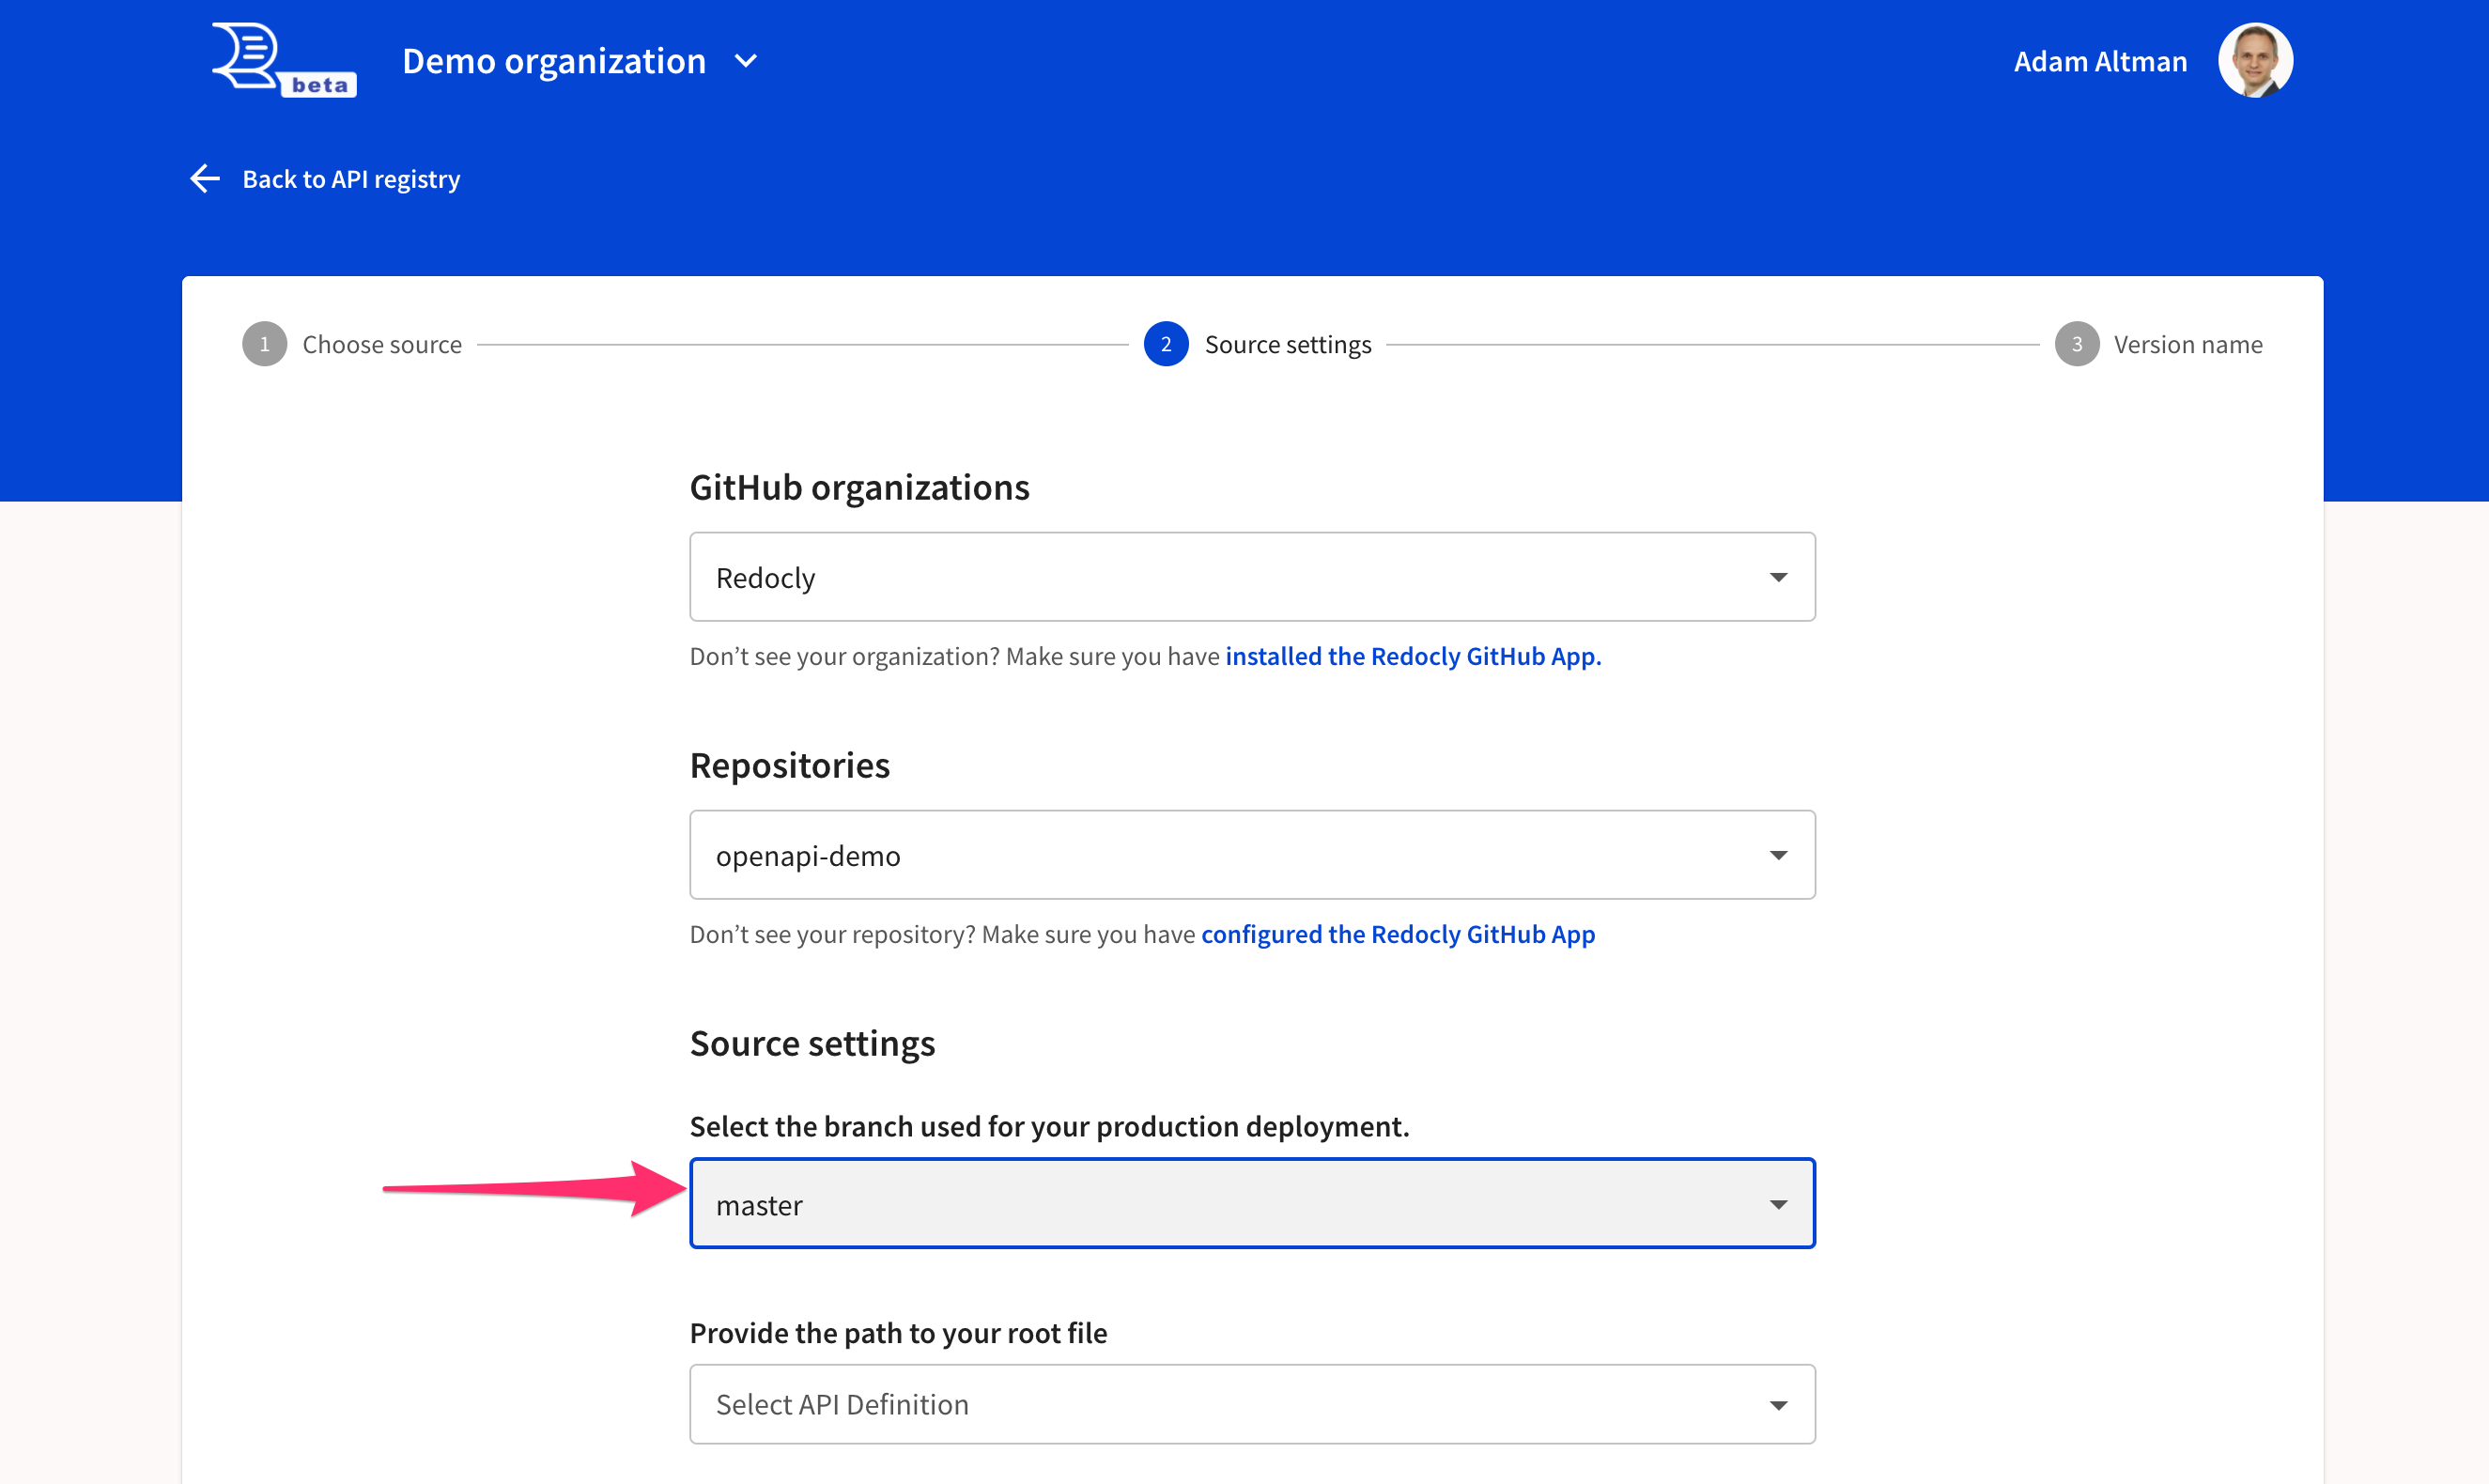 beta
Demo organization
Adam Altman
Back to API registry
1 Choose source 2 Source settings 3 Version name
GitHub organizations
Redocly
Don’t see your organization? Make sure you have installed the Redocly GitHub App.
Repositories
openapi-demo
Don’t see your repository? Make sure you have configured the Redocly GitHub App
Source settings
Select the branch used for your production deployment.
master
Provide the path to your root file
Select API Definition